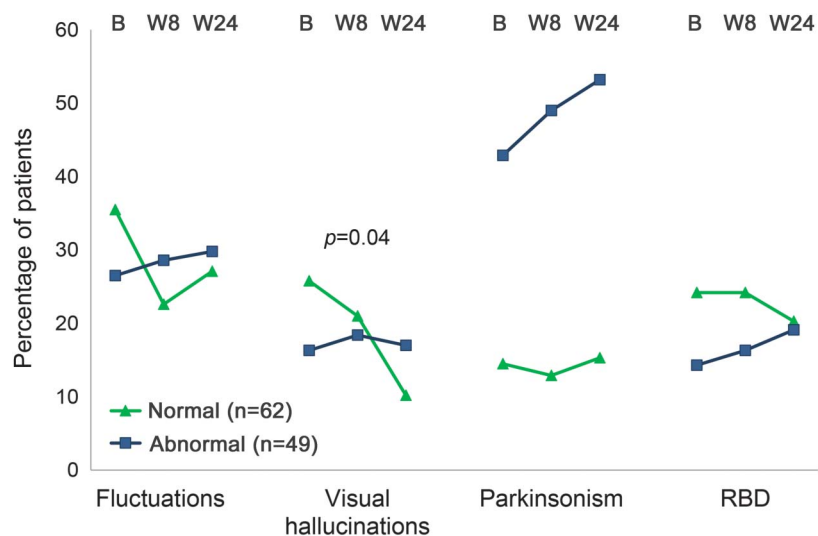 B W8 W24 B W8 W24 B W8 W24 B W8 W24
60
50
40
30
20
10
0
Percentage of patients
p=0.04
Normal (n=62)
Abnormal (n=49)
Fluctuations
Visual
hallucinations
Parkinsonism
RBD